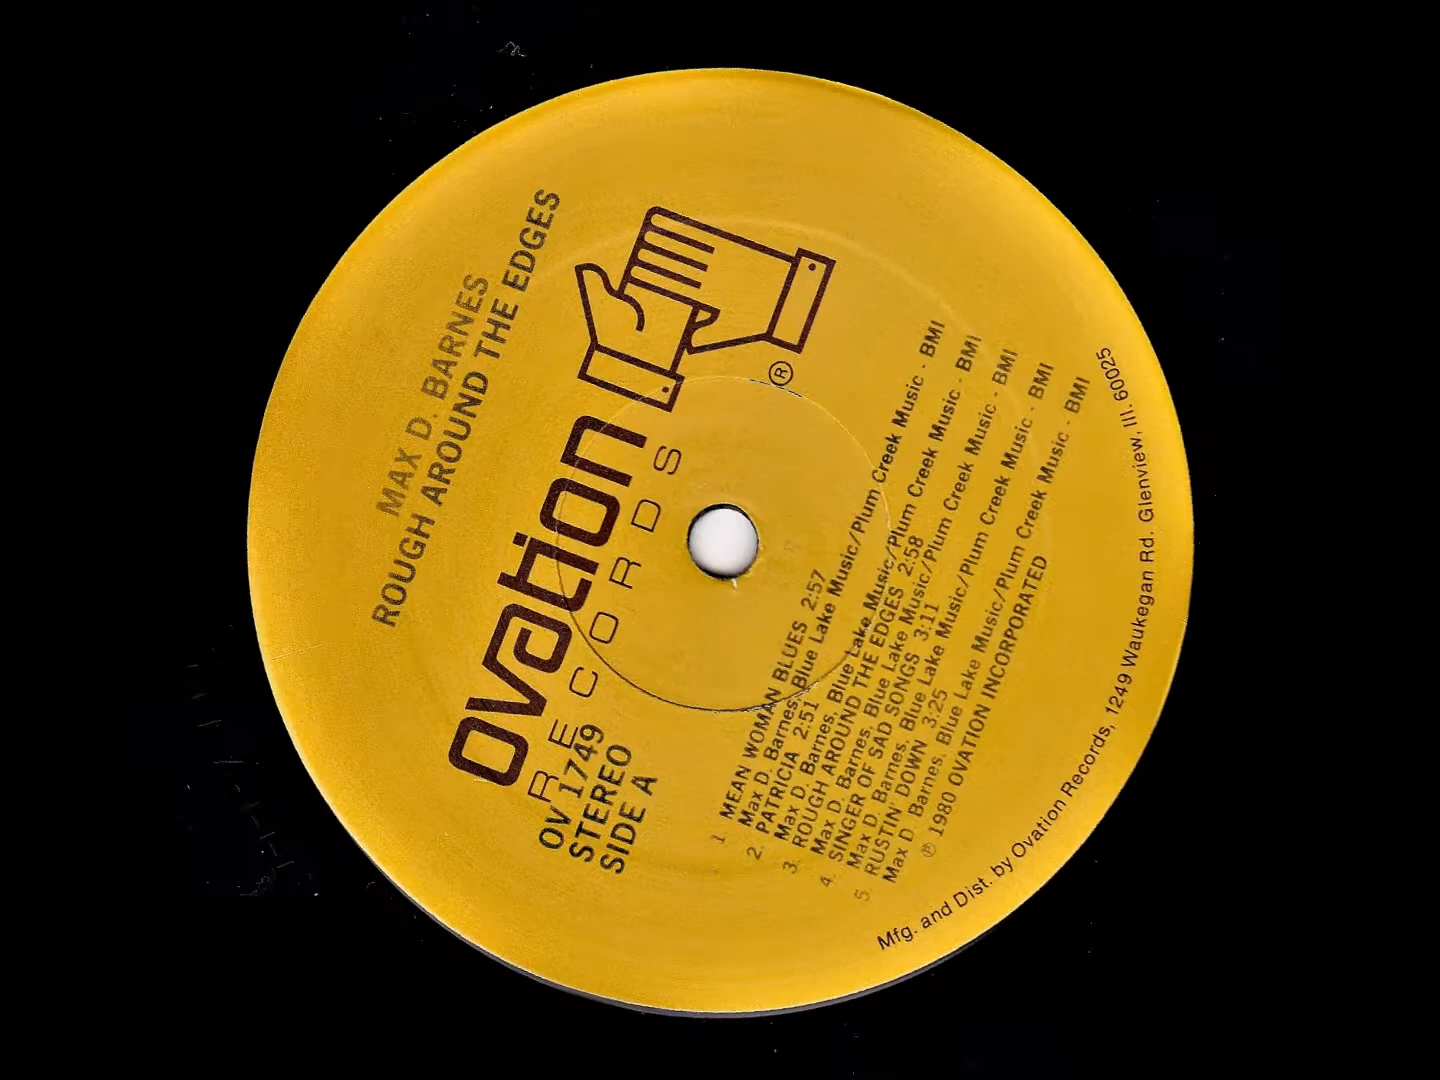 MAX D. BARNES
ROUGH AROUND THE EDGES
Ovation
RECORDS
®
OV 1749
STEREO
SIDE A
1. MEAN WOMAN BLUES 2:57
Max D. Barnes, Blue Lake Music/Plum Creek Music - BMI
2. PATRICIA 2:51
Max D. Barnes, Blue Lake Music/Plum Creek Music - BMI
3. ROUGH AROUND THE EDGES 2:58
Max D. Barnes, Blue Lake Music/Plum Creek Music - BMI
4. SINGER OF SAD SONGS 3:11
Max D. Barnes, Blue Lake Music/Plum Creek Music - BMI
5. RUSTIN' DOWN 3:25
Max D. Barnes, Blue Lake Music/Plum Creek Music - BMI
℗ 1980 OVATION INCORPORATED
Mfg. and Dist. by Ovation Records, 1249 Waukegan Rd. Glenview, Ill. 60025